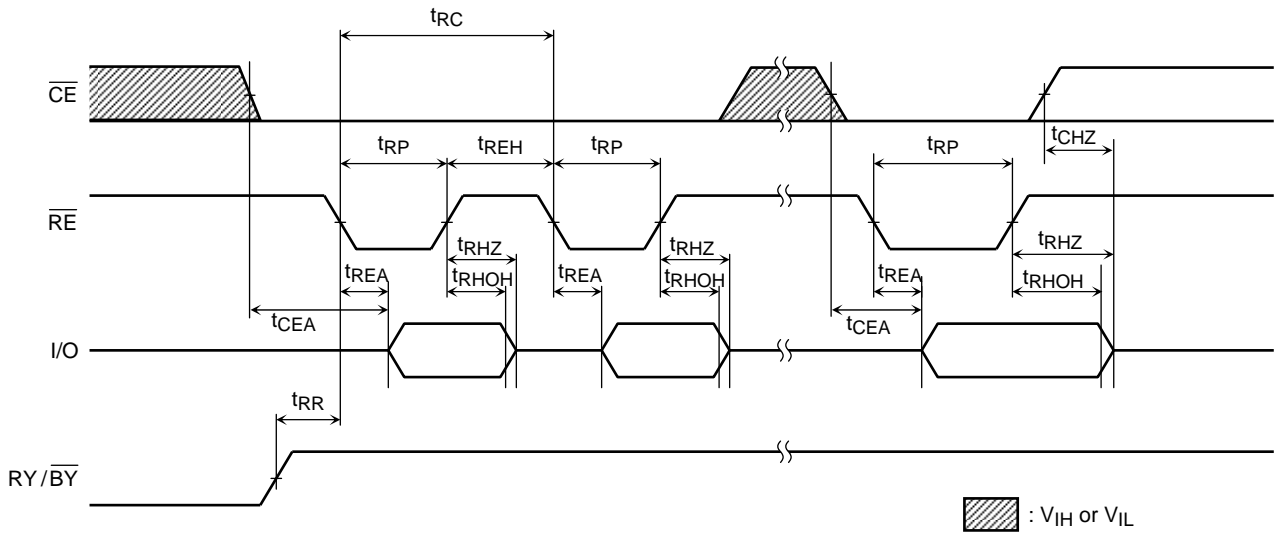 tRC
CE
tCHZ
tRP tREH tRP tRP
RE
tRHZ tRHZ tRHZ
tREA tRHOH tREA tRHOH tREA tRHOH
tCEA tCEA
I/O
tRR
RY/BY
: VIH or VIL